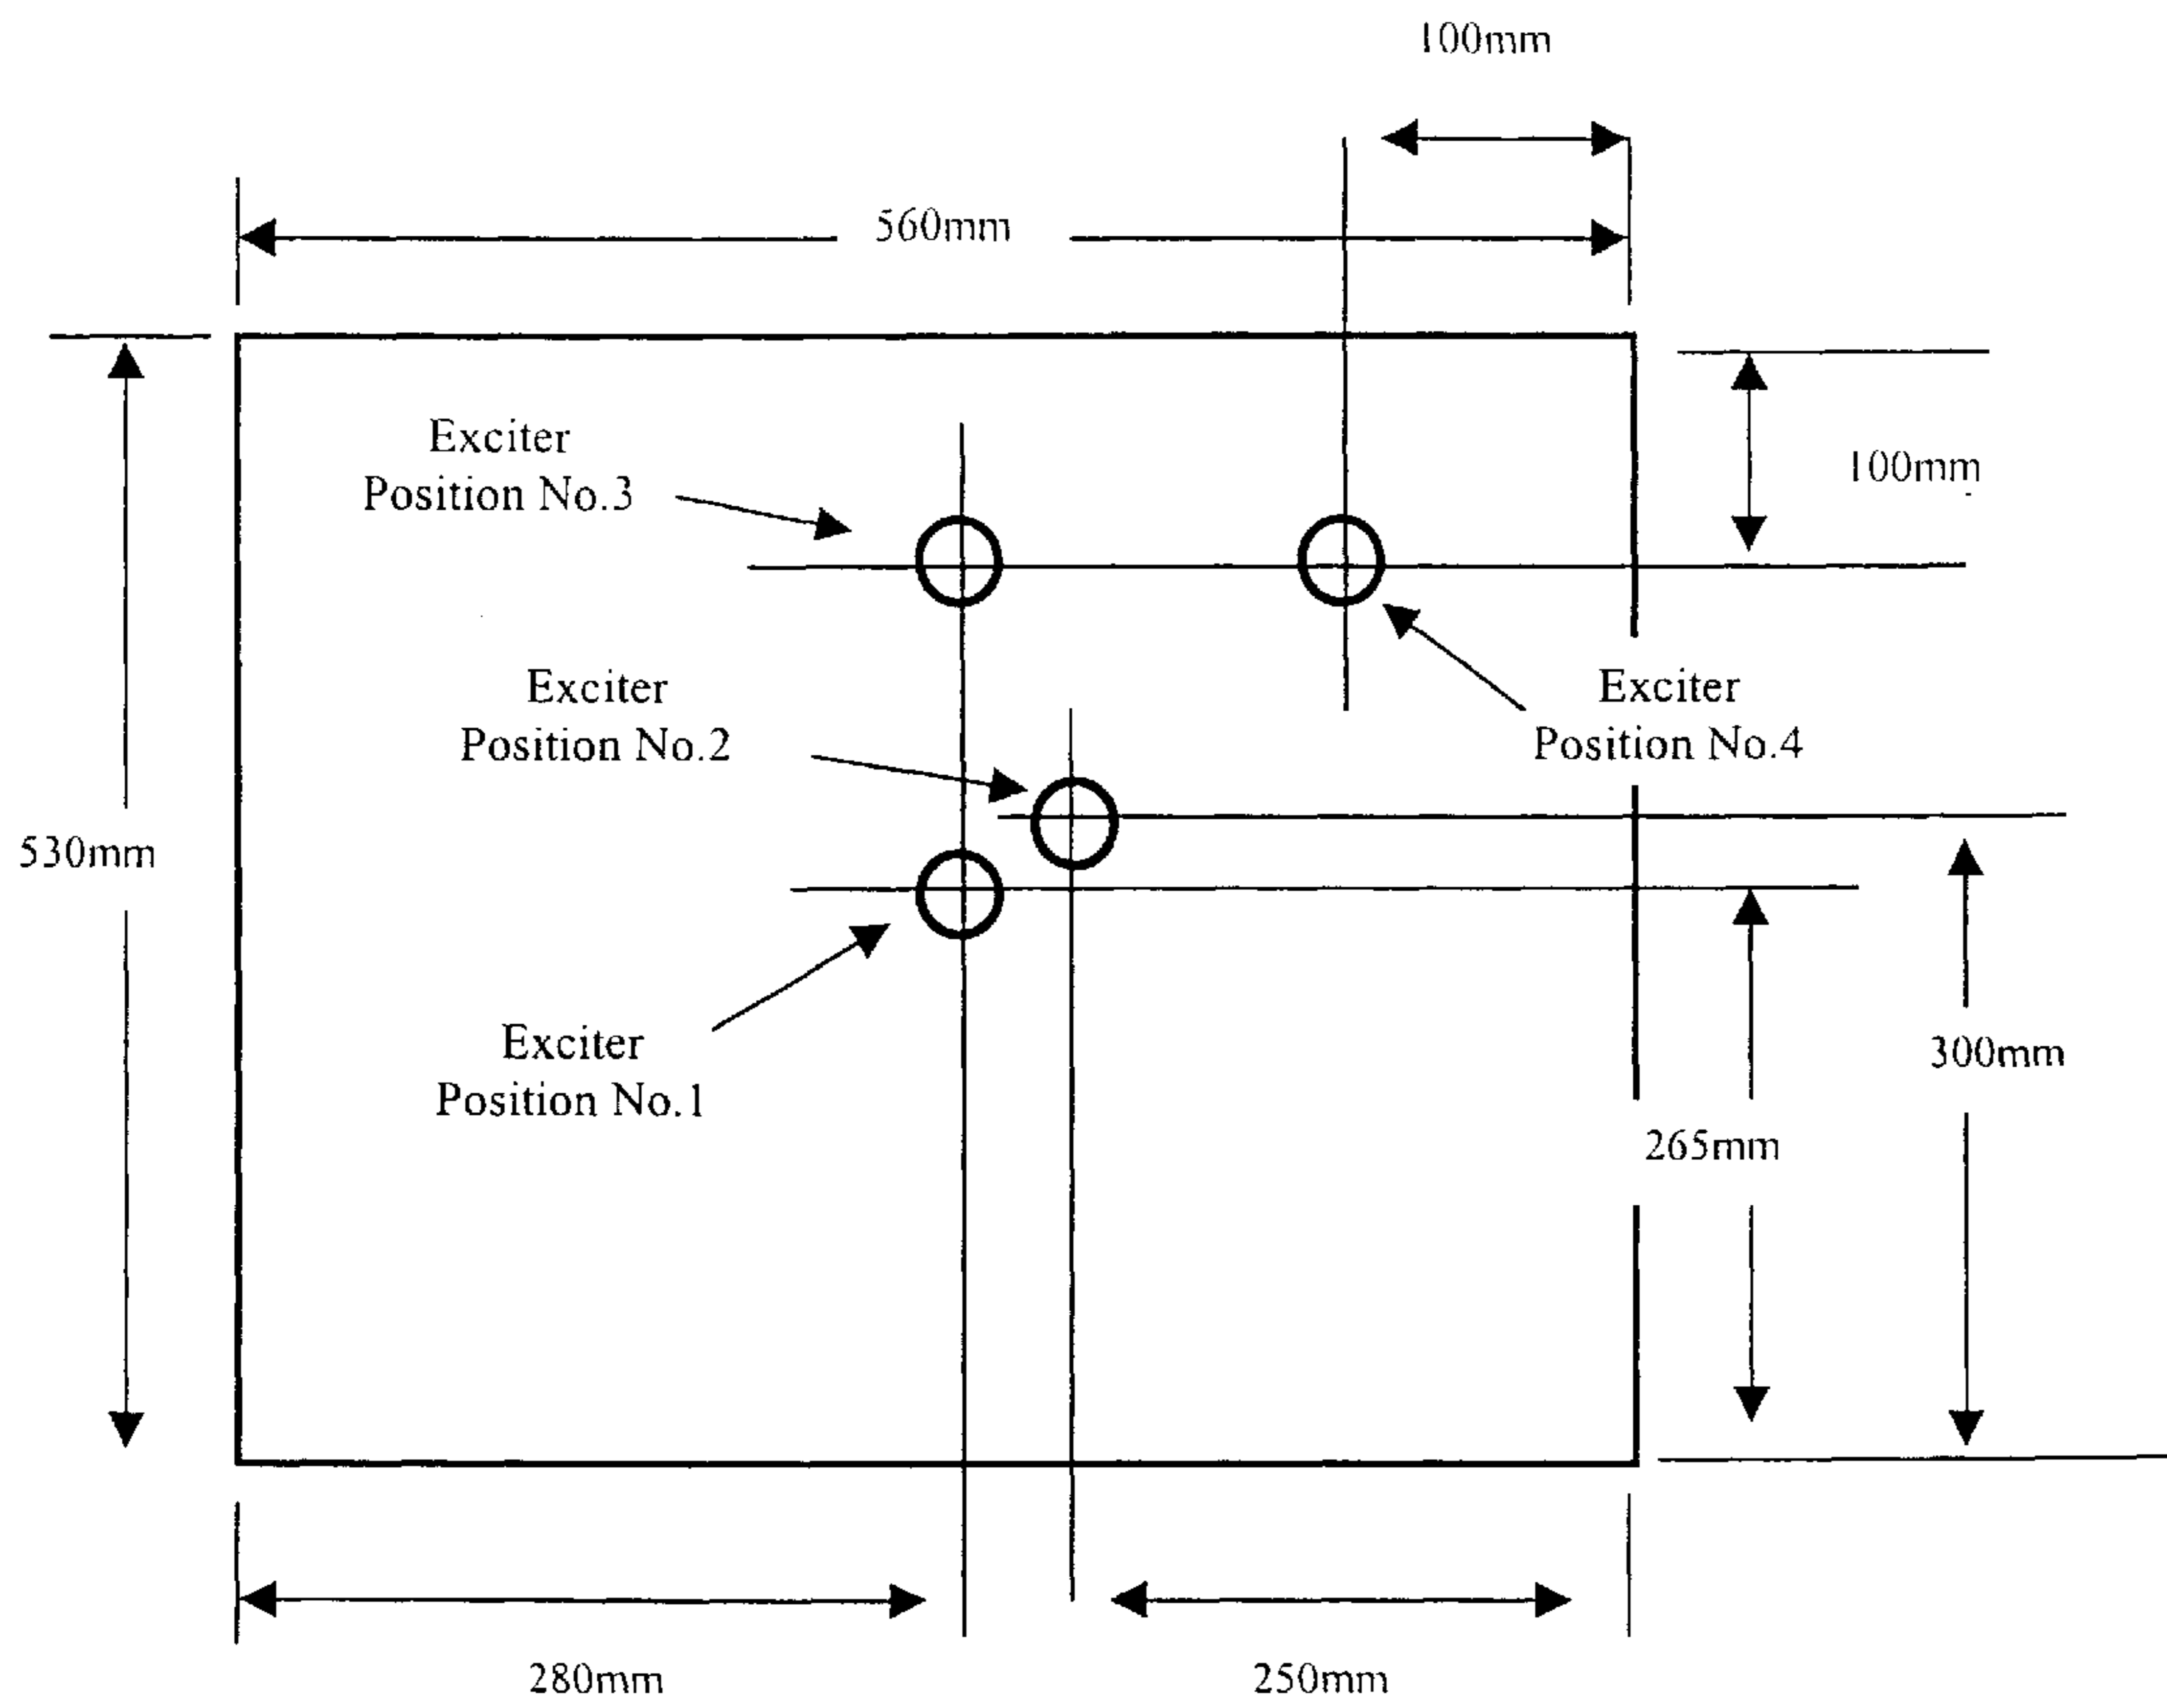 100mm
560mm
Exciter
Position No.3
100mm
Exciter
Position No.2
Exciter
Position No.4
530mm
Exciter
Position No.1
300mm
265mm
280mm
250mm